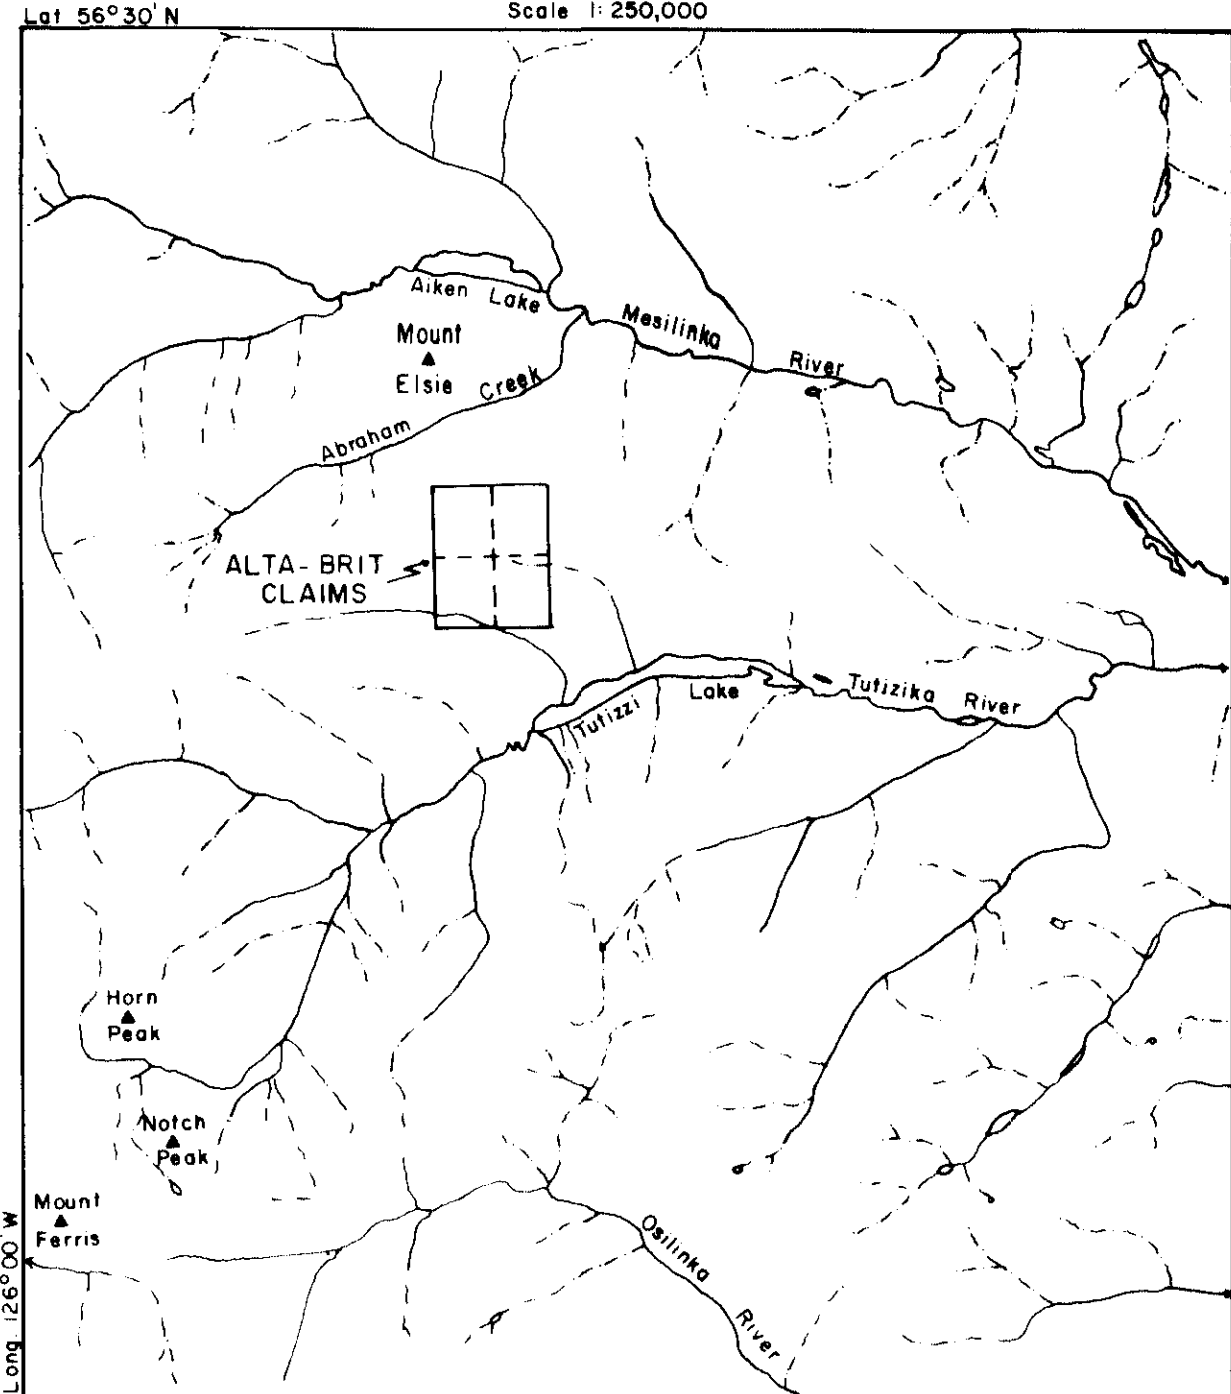 Lat 56°30' N
Scale 1: 250,000
Aiken Lake
Mesilinka River
Mount
Elsie
Abraham Creek
ALTA-BRIT
CLAIMS
Tutizzi Lake
Tutizika River
Horn
Peak
Notch
Peak
Mount
Ferris
Osilinka River
Long. 126°00' W